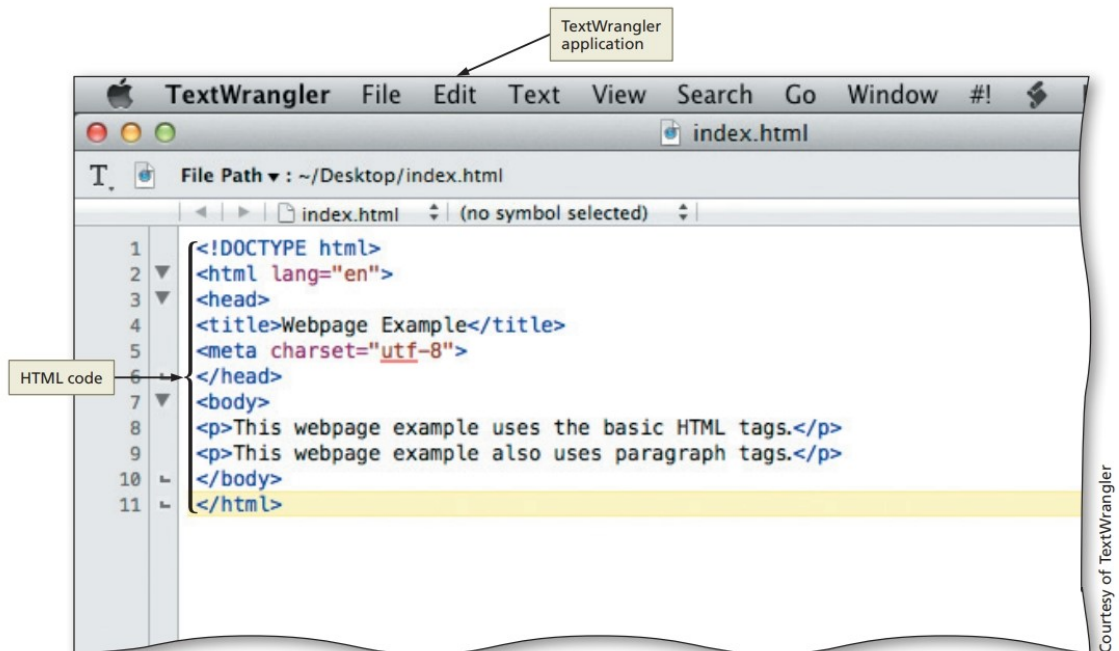 TextWrangler
application
TextWrangler File Edit Text View Search Go Window #!
index.html
T File Path ▾ : ~/Desktop/index.html
index.html (no symbol selected)
1 <!DOCTYPE html>
2 <html lang="en">
3 <head>
4 <title>Webpage Example</title>
5 <meta charset="utf-8">
HTML code
6 </head>
7 <body>
8 <p>This webpage example uses the basic HTML tags.</p>
9 <p>This webpage example also uses paragraph tags.</p>
10 </body>
11 </html>
Courtesy of TextWrangler